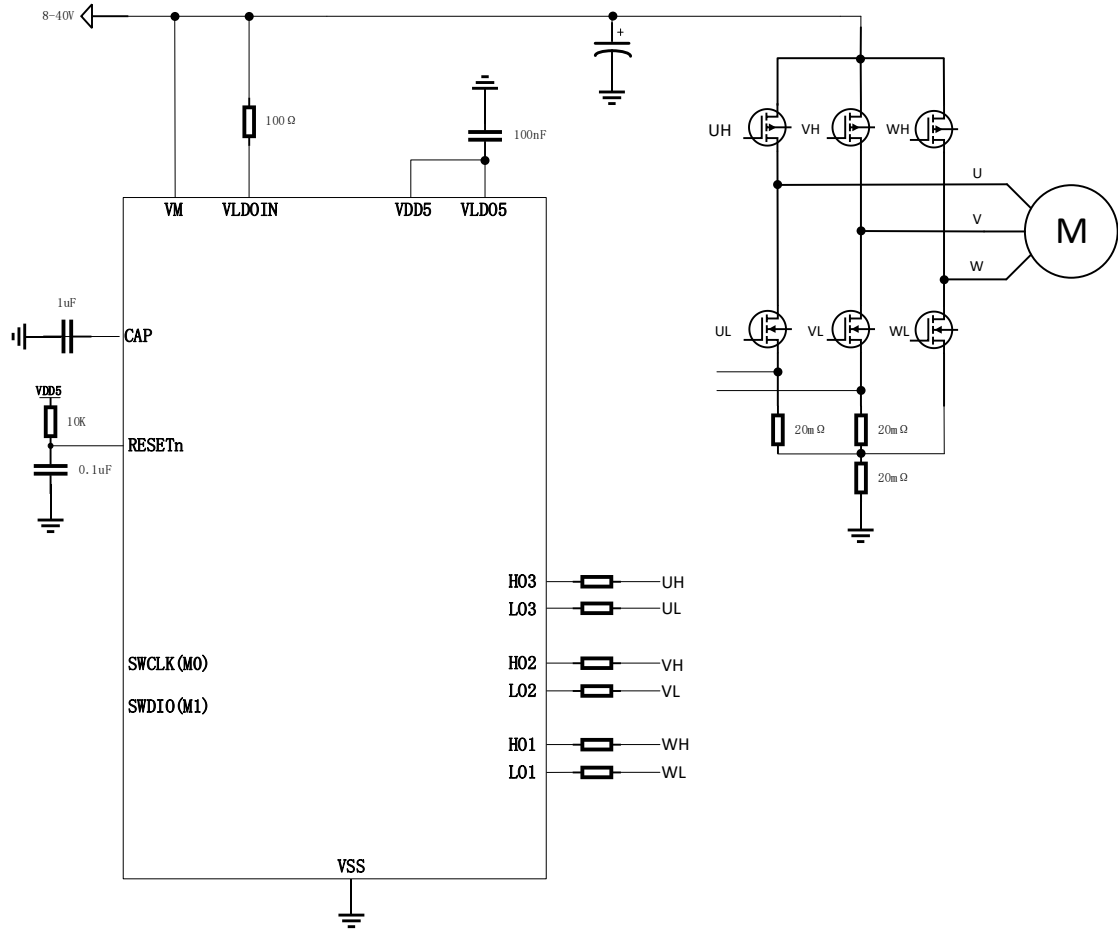 8-40V
+
100Ω
100nF
VM
VLDOIN
VDD5
VLDO5
UH
VH
WH
U
V
W
M
1uF
CAP
UL
VL
WL
VDD5
10K
RESETn
0.1uF
20mΩ
20mΩ
20mΩ
HO3
UH
LO3
UL
SWCLK(M0)
HO2
VH
LO2
VL
SWDIO(M1)
HO1
WH
LO1
WL
VSS